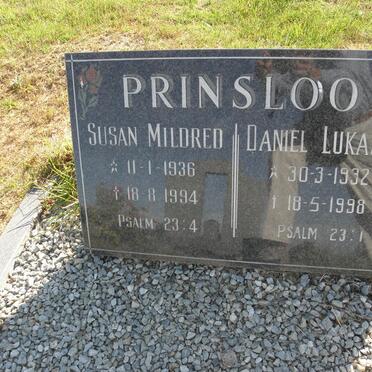 PRINSLOO
SUSAN MILDRED
☆ 11-1-1936
† 18-8-1994
PSALM 23:4
DANIEL
☆ 30-3-1932
† 18-5-1998
PSALM 23:1